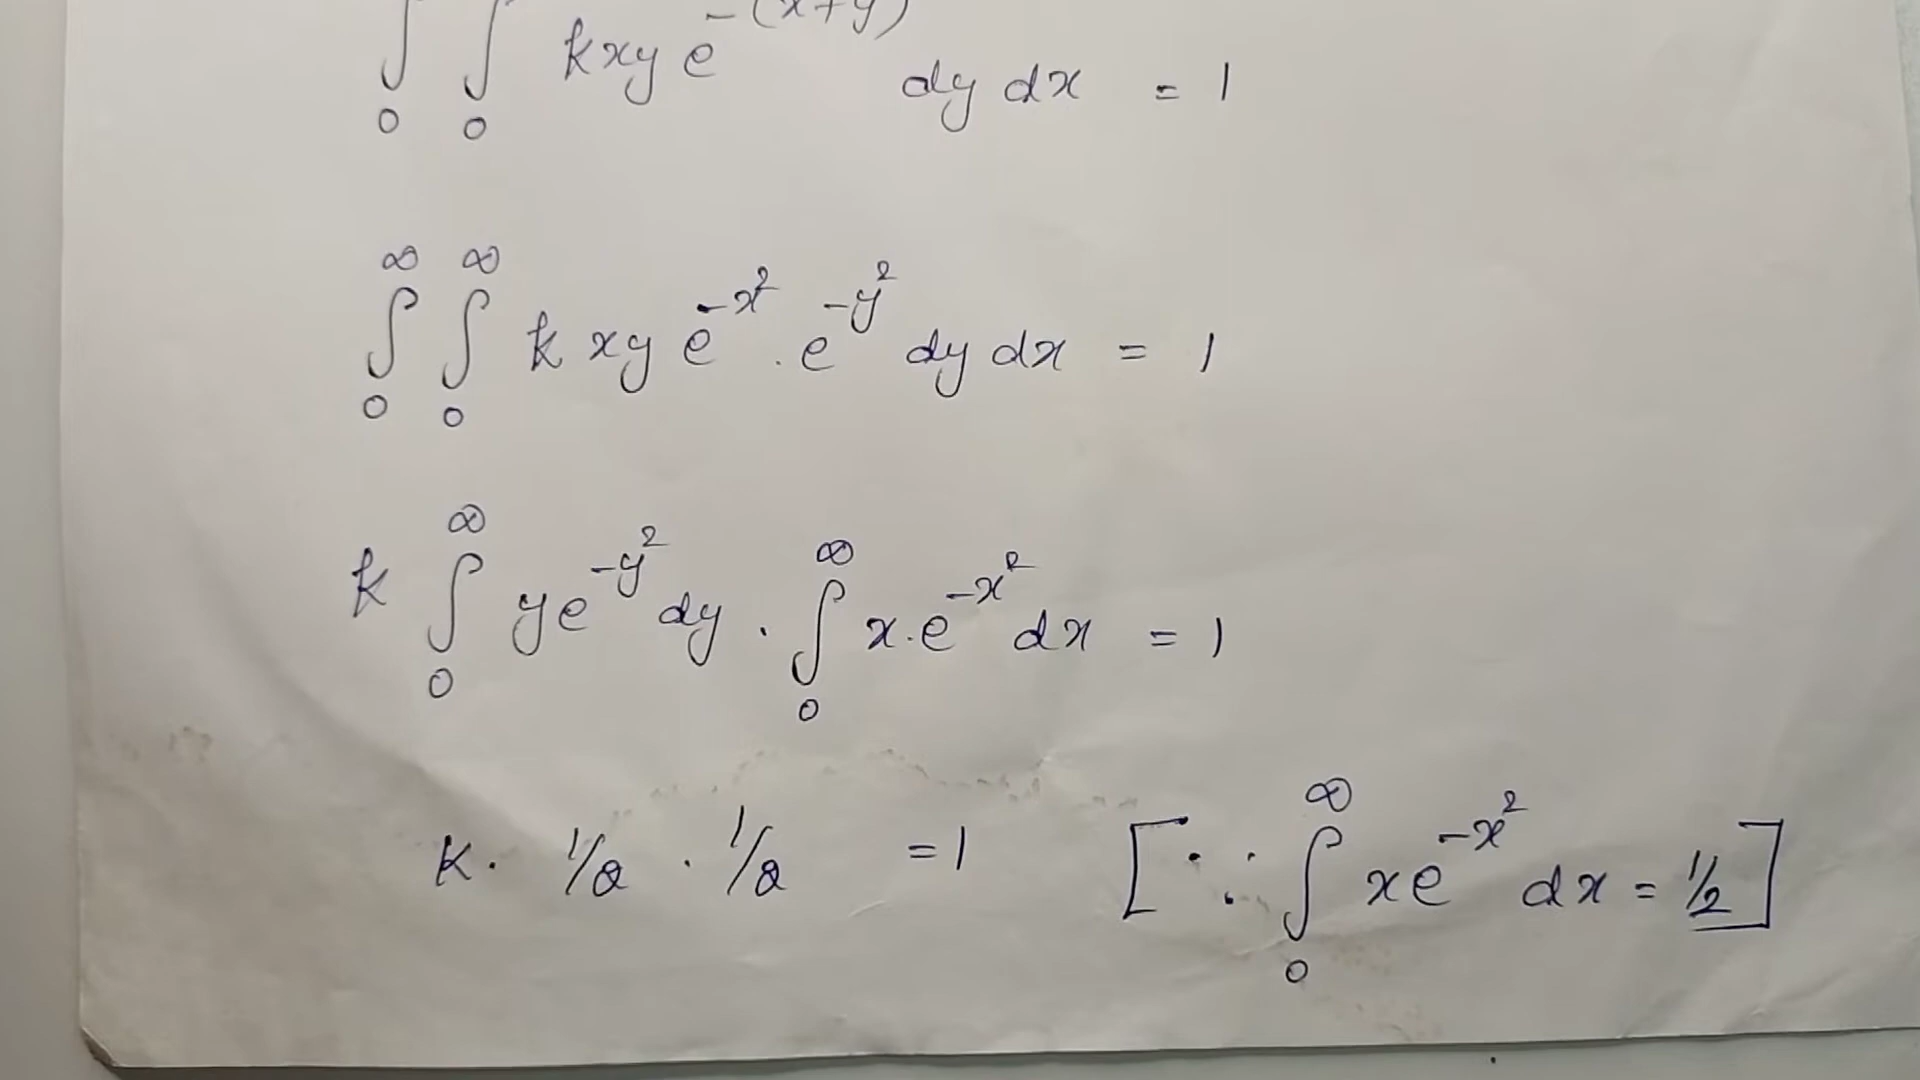 ∫₀ ∫₀ kxy e^-(x+y) dy dx = 1
∫₀^∞ ∫₀^∞ k xy e^-x² . e^-y² dy dx = 1
k ∫₀^∞ ye^-y² dy . ∫₀^∞ x.e^-x² dx = 1
K. 1/2 . 1/2 = 1 [∵ ∫₀^∞ xe^-x² dx = 1/2]